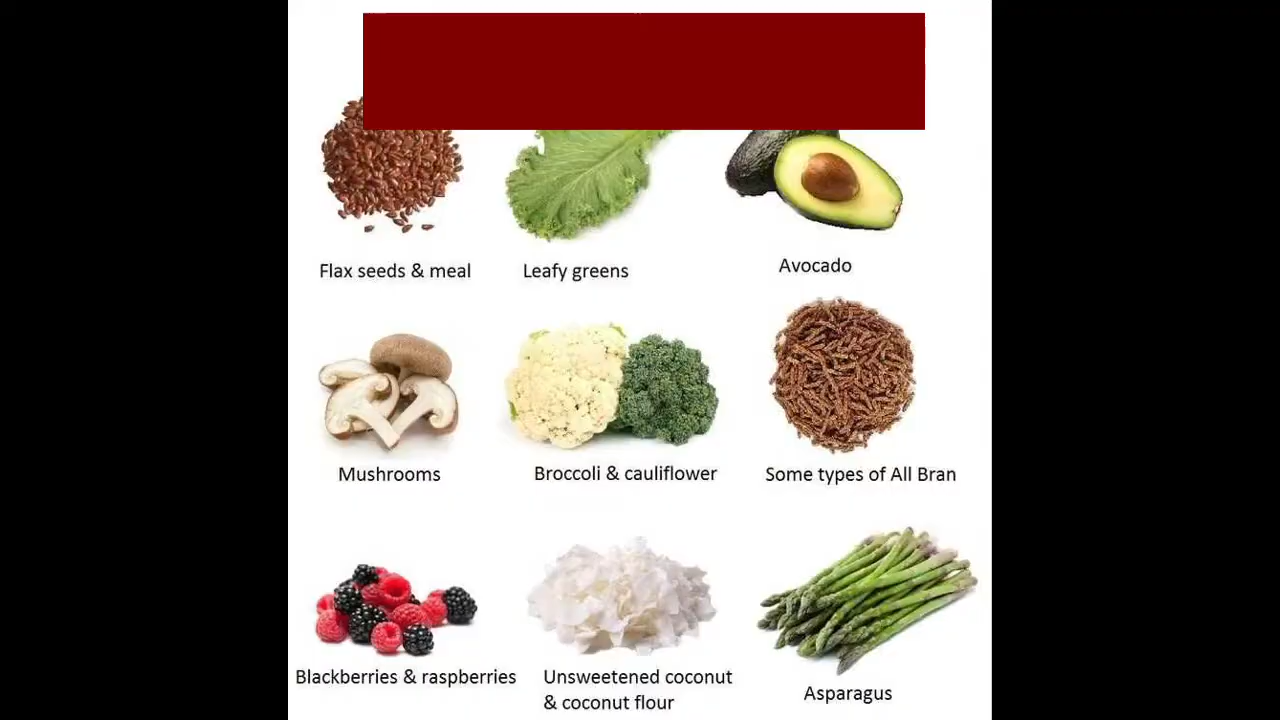 Flax seeds & meal
Leafy greens
Avocado
Mushrooms
Broccoli & cauliflower
Some types of All Bran
Blackberries & raspberries
Unsweetened coconut
& coconut flour
Asparagus